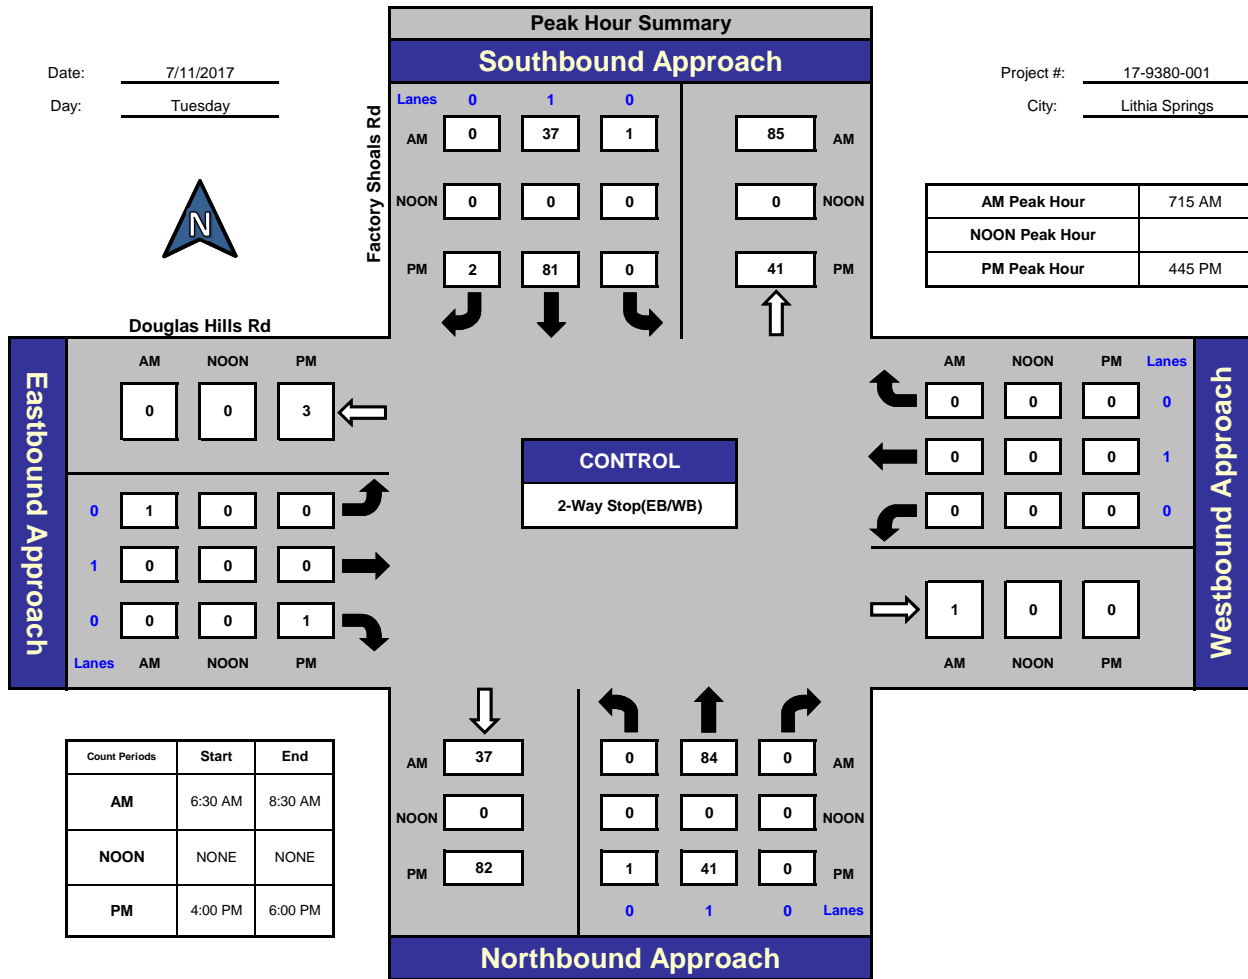 Peak Hour Summary
Southbound Approach
Date: 7/11/2017
Day: Tuesday
Project #: 17-9380-001
City: Lithia Springs
N
Factory Shoals Rd
Lanes 0 1 0
AM 0 37 1 85 AM
NOON 0 0 0 0 NOON
PM 2 81 0 41 PM
AM Peak Hour 715 AM
NOON Peak Hour
PM Peak Hour 445 PM
Douglas Hills Rd
Eastbound Approach
AM NOON PM
0 0 3
0 1 0 0
1 0 0 0
0 0 0 1
Lanes AM NOON PM
CONTROL
2-Way Stop(EB/WB)
AM NOON PM Lanes
0 0 0 0
0 0 0 1
0 0 0 0
1 0 0
AM NOON PM
Westbound Approach
Count Periods Start End
AM 6:30 AM 8:30 AM
NOON NONE NONE
PM 4:00 PM 6:00 PM
AM 37 0 84 0 AM
NOON 0 0 0 0 NOON
PM 82 1 41 0 PM
0 1 0 Lanes
Northbound Approach